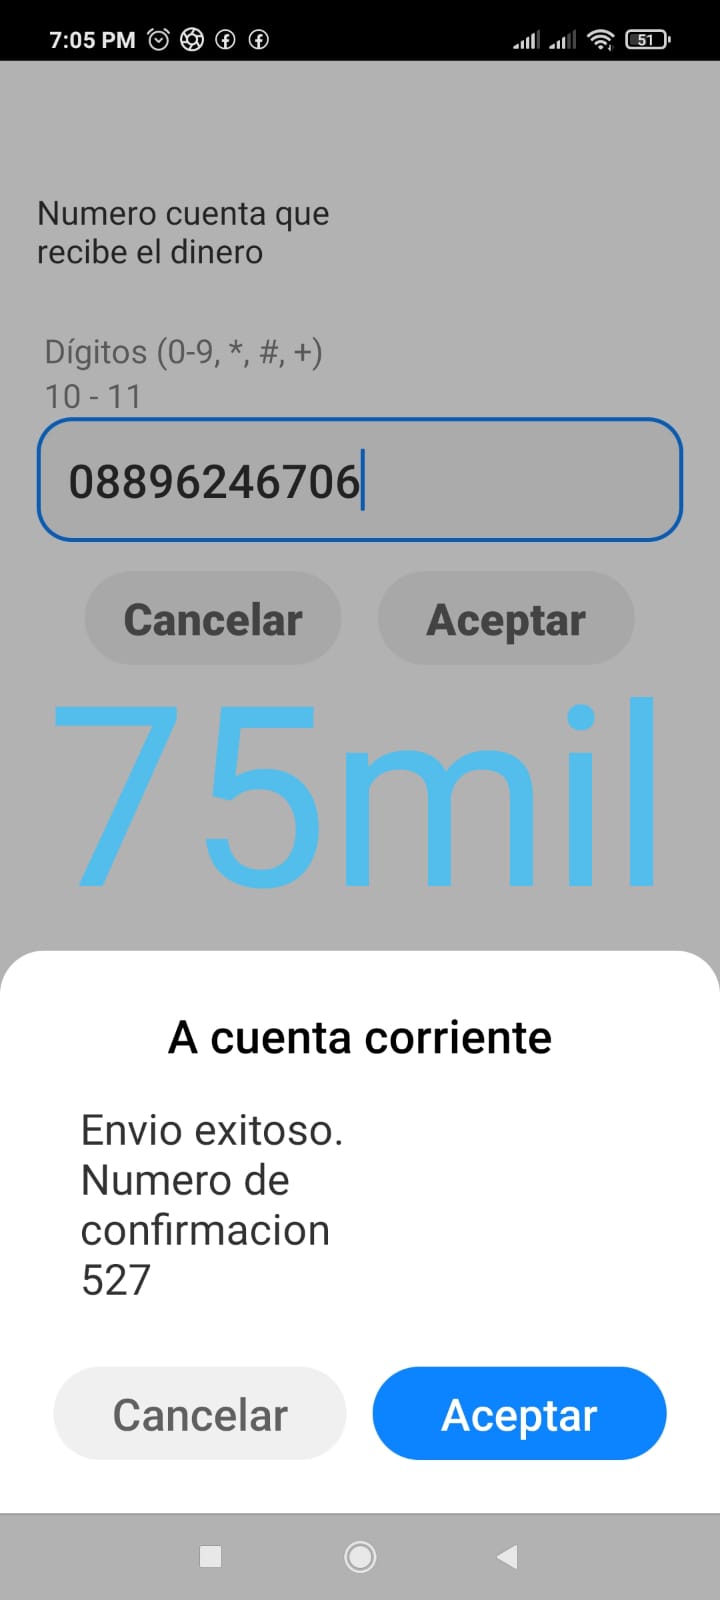 7:05 PM
51
Numero cuenta que
recibe el dinero
Dígitos (0-9, *, #, +)
10 - 11
08896246706
Cancelar
Aceptar
75mil
A cuenta corriente
Envio exitoso.
Numero de
confirmacion
527
Cancelar
Aceptar